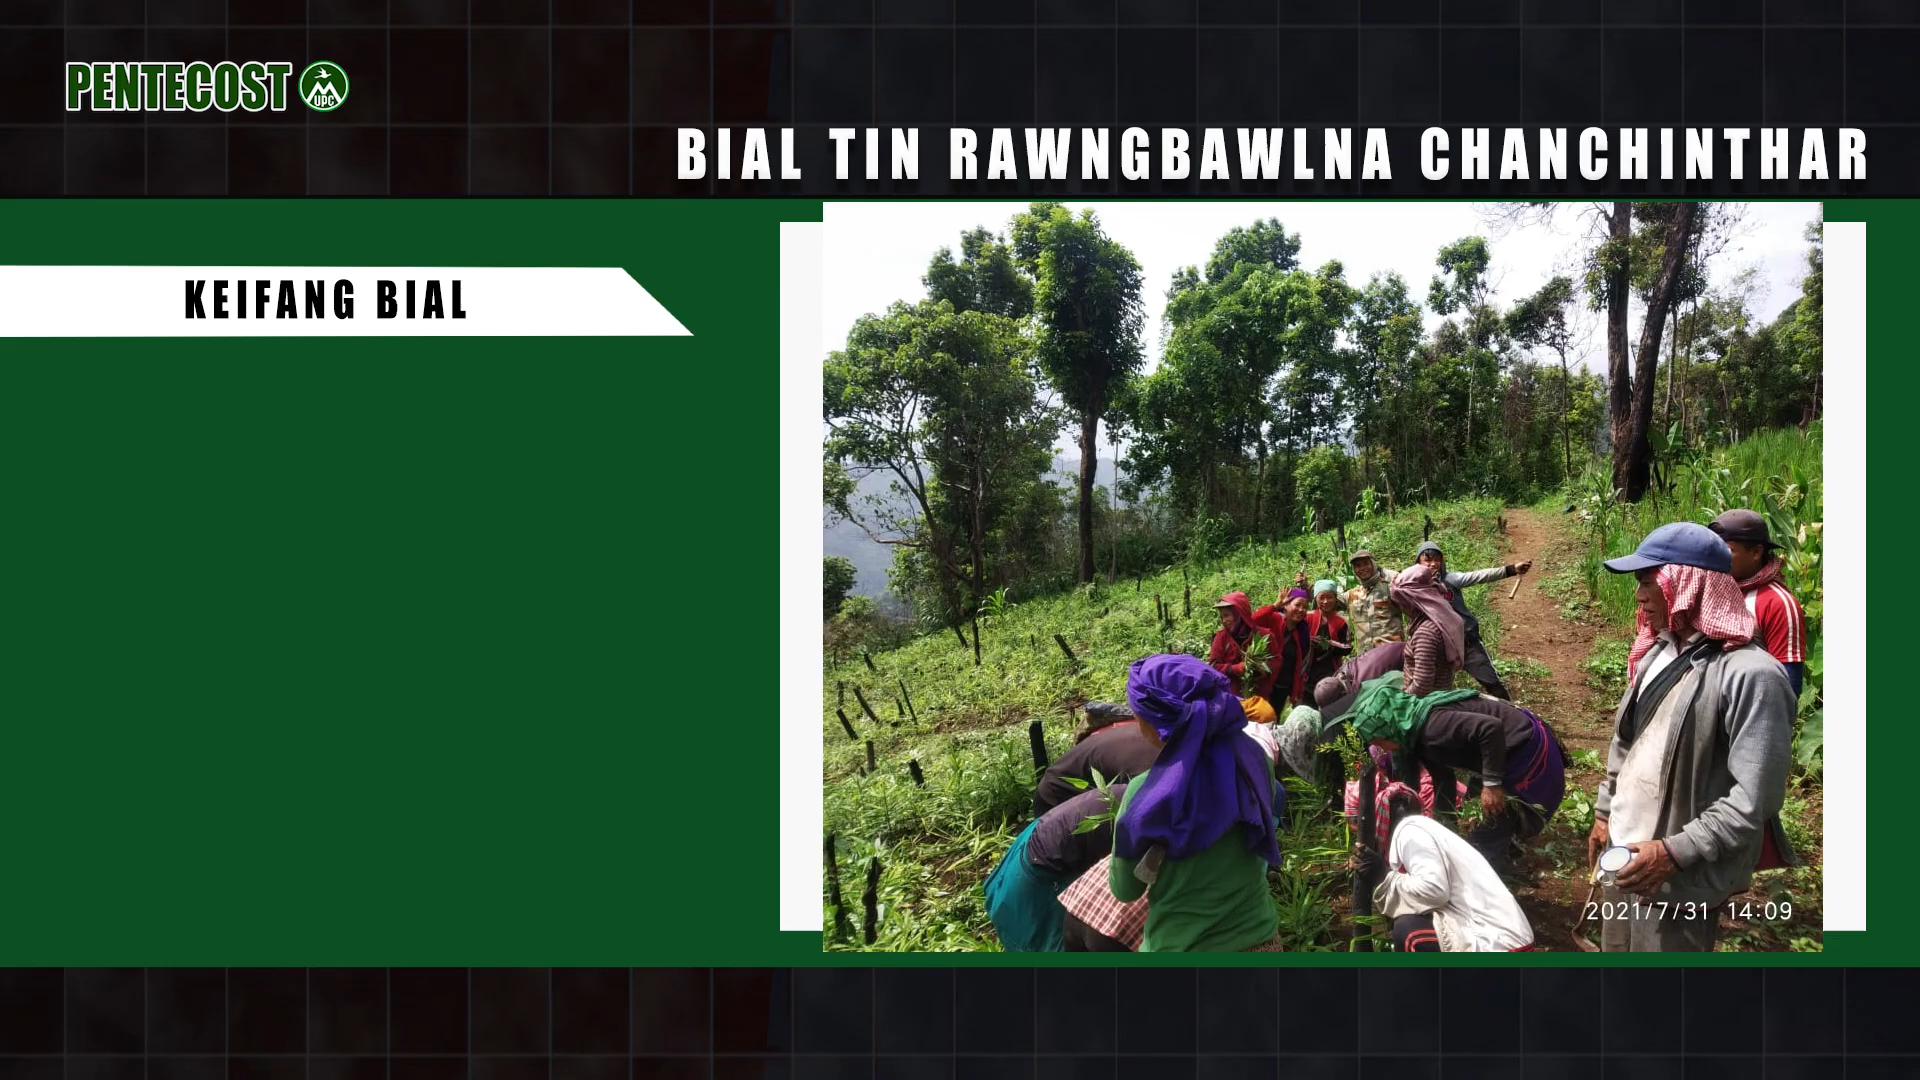 PENTECOST
UPC
BIAL TIN RAWNGBAWLNA CHANCHINTHAR
KEIFANG BIAL
2021/7/31 14:09